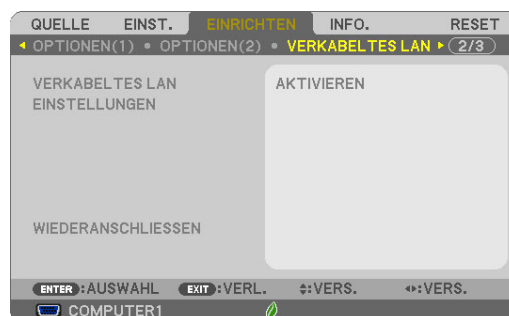 QUELLE EINST. EINRICHTEN INFO. RESET
◂ OPTIONEN(1) • OPTIONEN(2) • VERKABELTES LAN ▸ 2/3
VERKABELTES LAN AKTIVIEREN
EINSTELLUNGEN
WIEDERANSCHLIESSEN
ENTER :AUSWAHL EXIT :VERL. :VERS. :VERS.
COMPUTER1